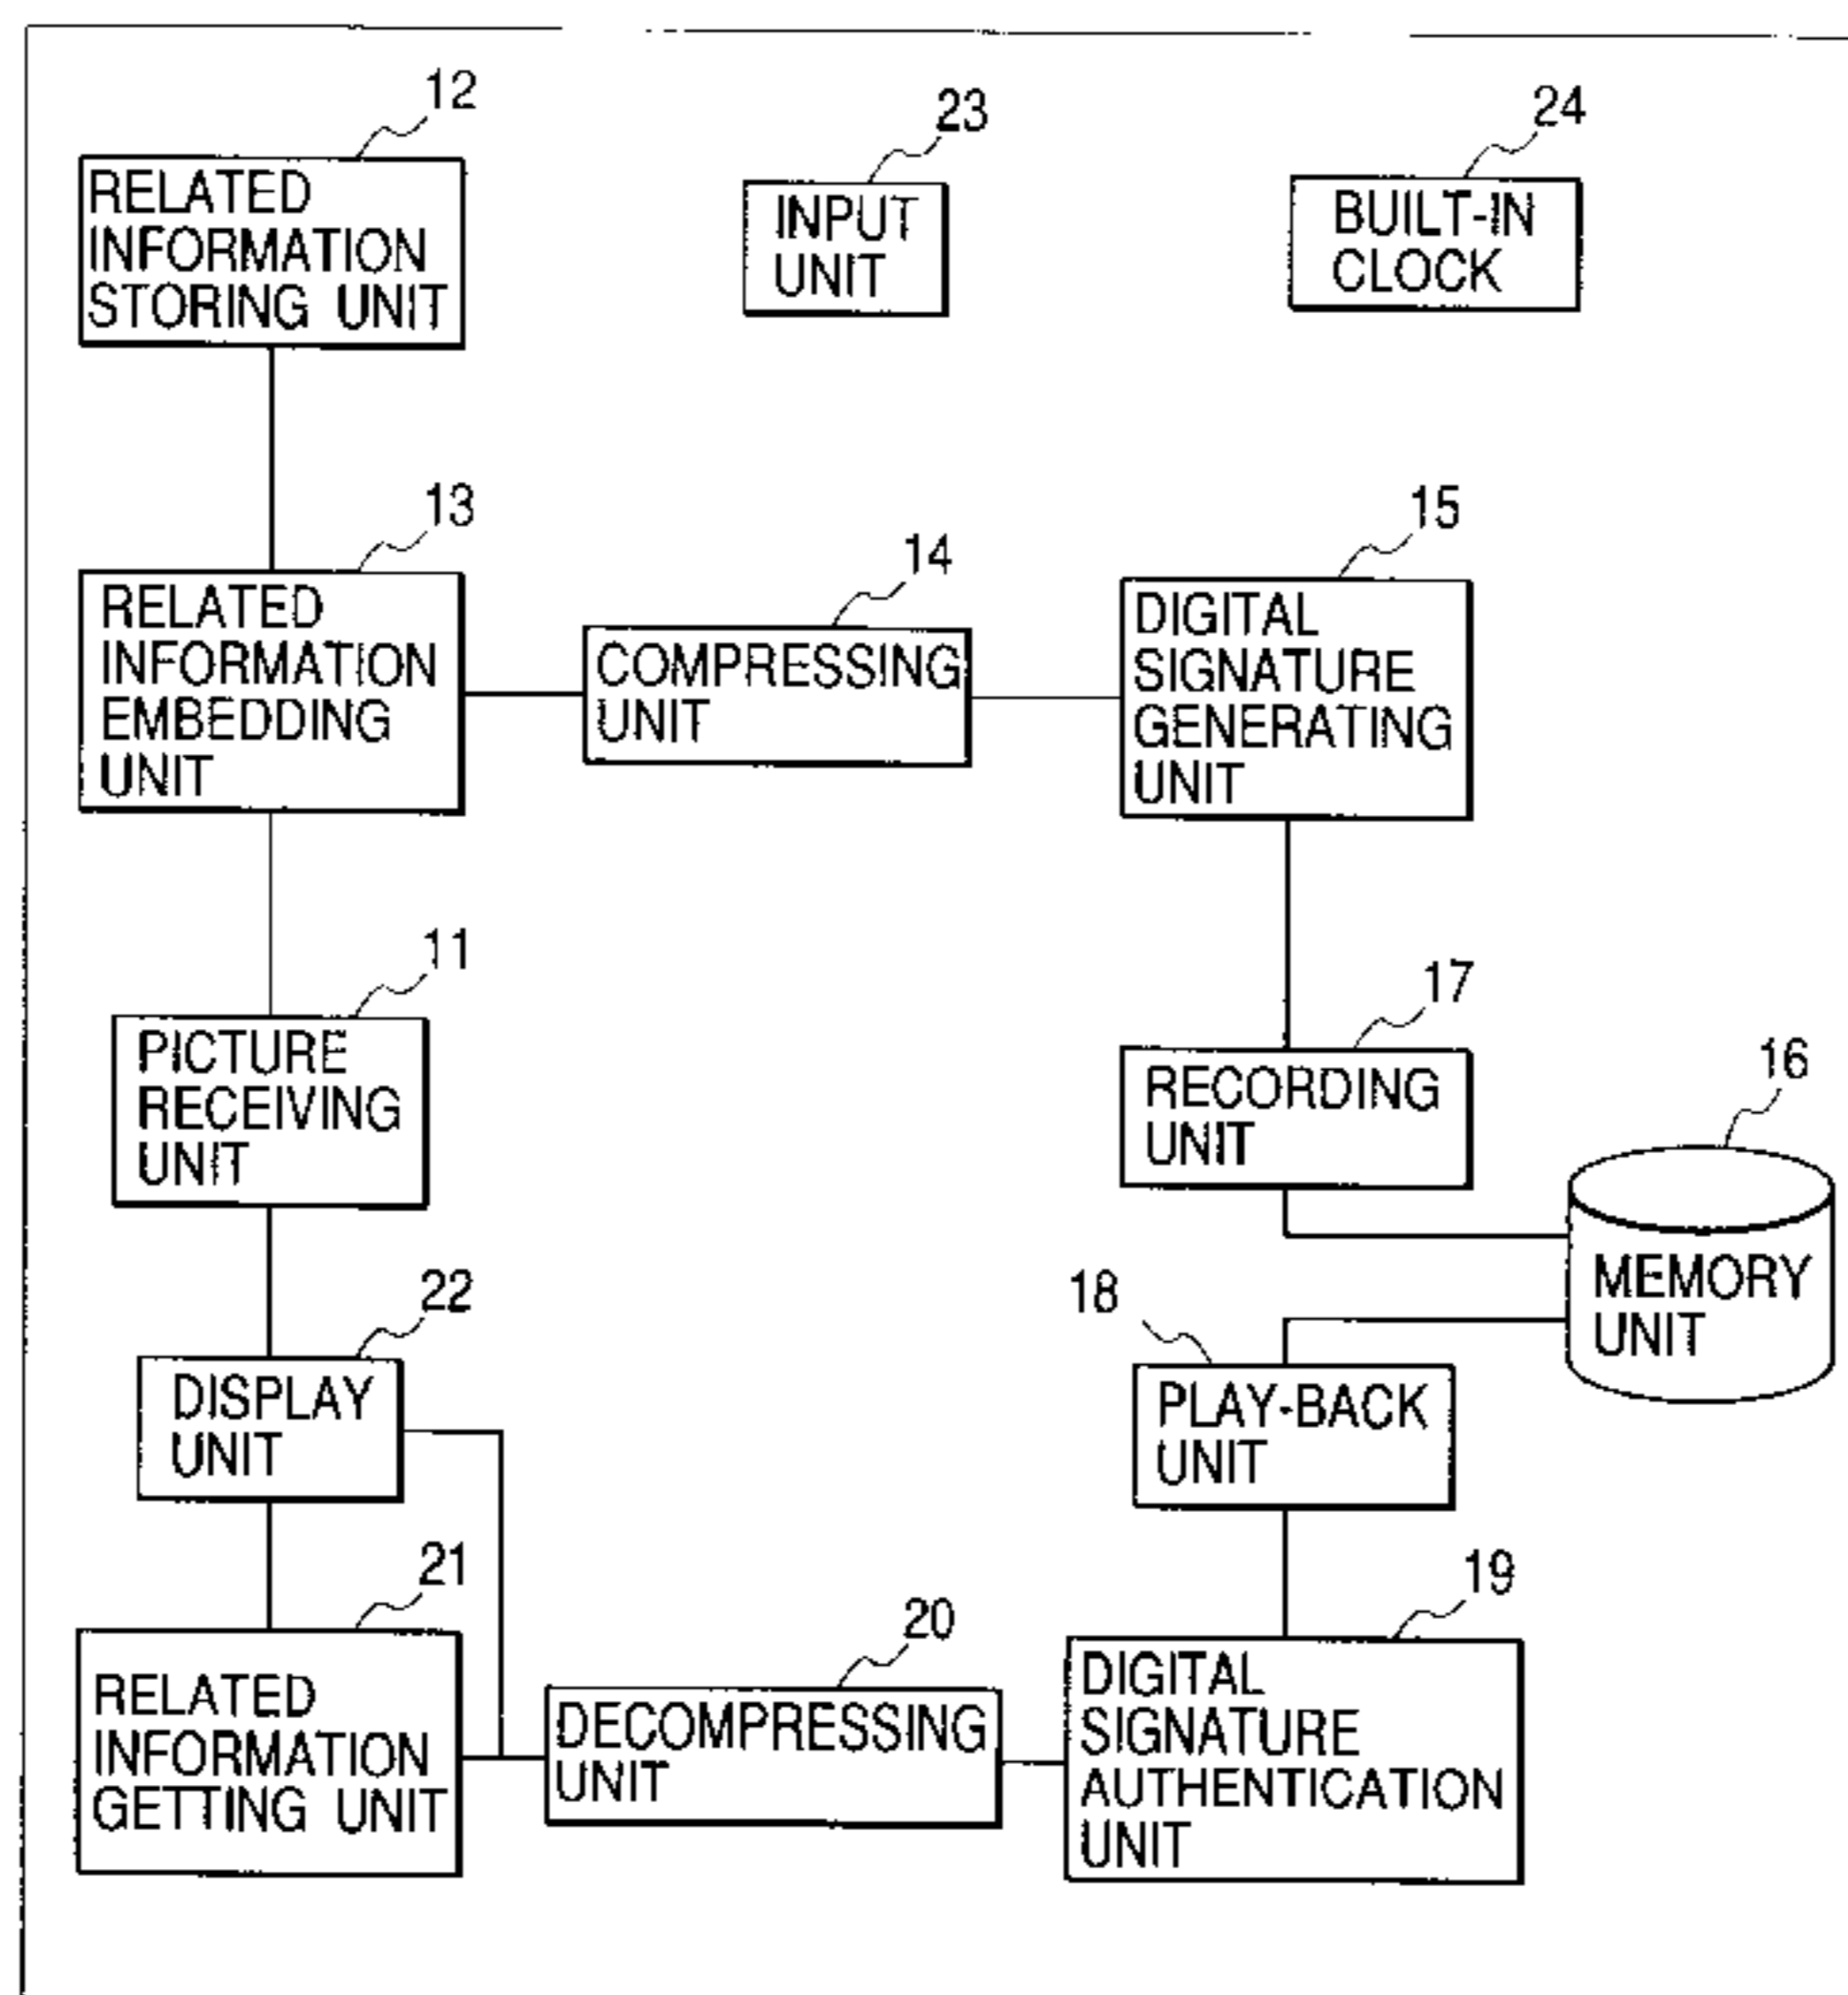 12
RELATED
INFORMATION
STORING UNIT
23
INPUT
UNIT
24
BUILT-IN
CLOCK
13
RELATED
INFORMATION
EMBEDDING
UNIT
14
COMPRESSING
UNIT
15
DIGITAL
SIGNATURE
GENERATING
UNIT
11
PICTURE
RECEIVING
UNIT
17
RECORDING
UNIT
16
MEMORY
UNIT
22
DISPLAY
UNIT
18
PLAY-BACK
UNIT
21
RELATED
INFORMATION
GETTING UNIT
20
DECOMPRESSING
UNIT
19
DIGITAL
SIGNATURE
AUTHENTICATION
UNIT